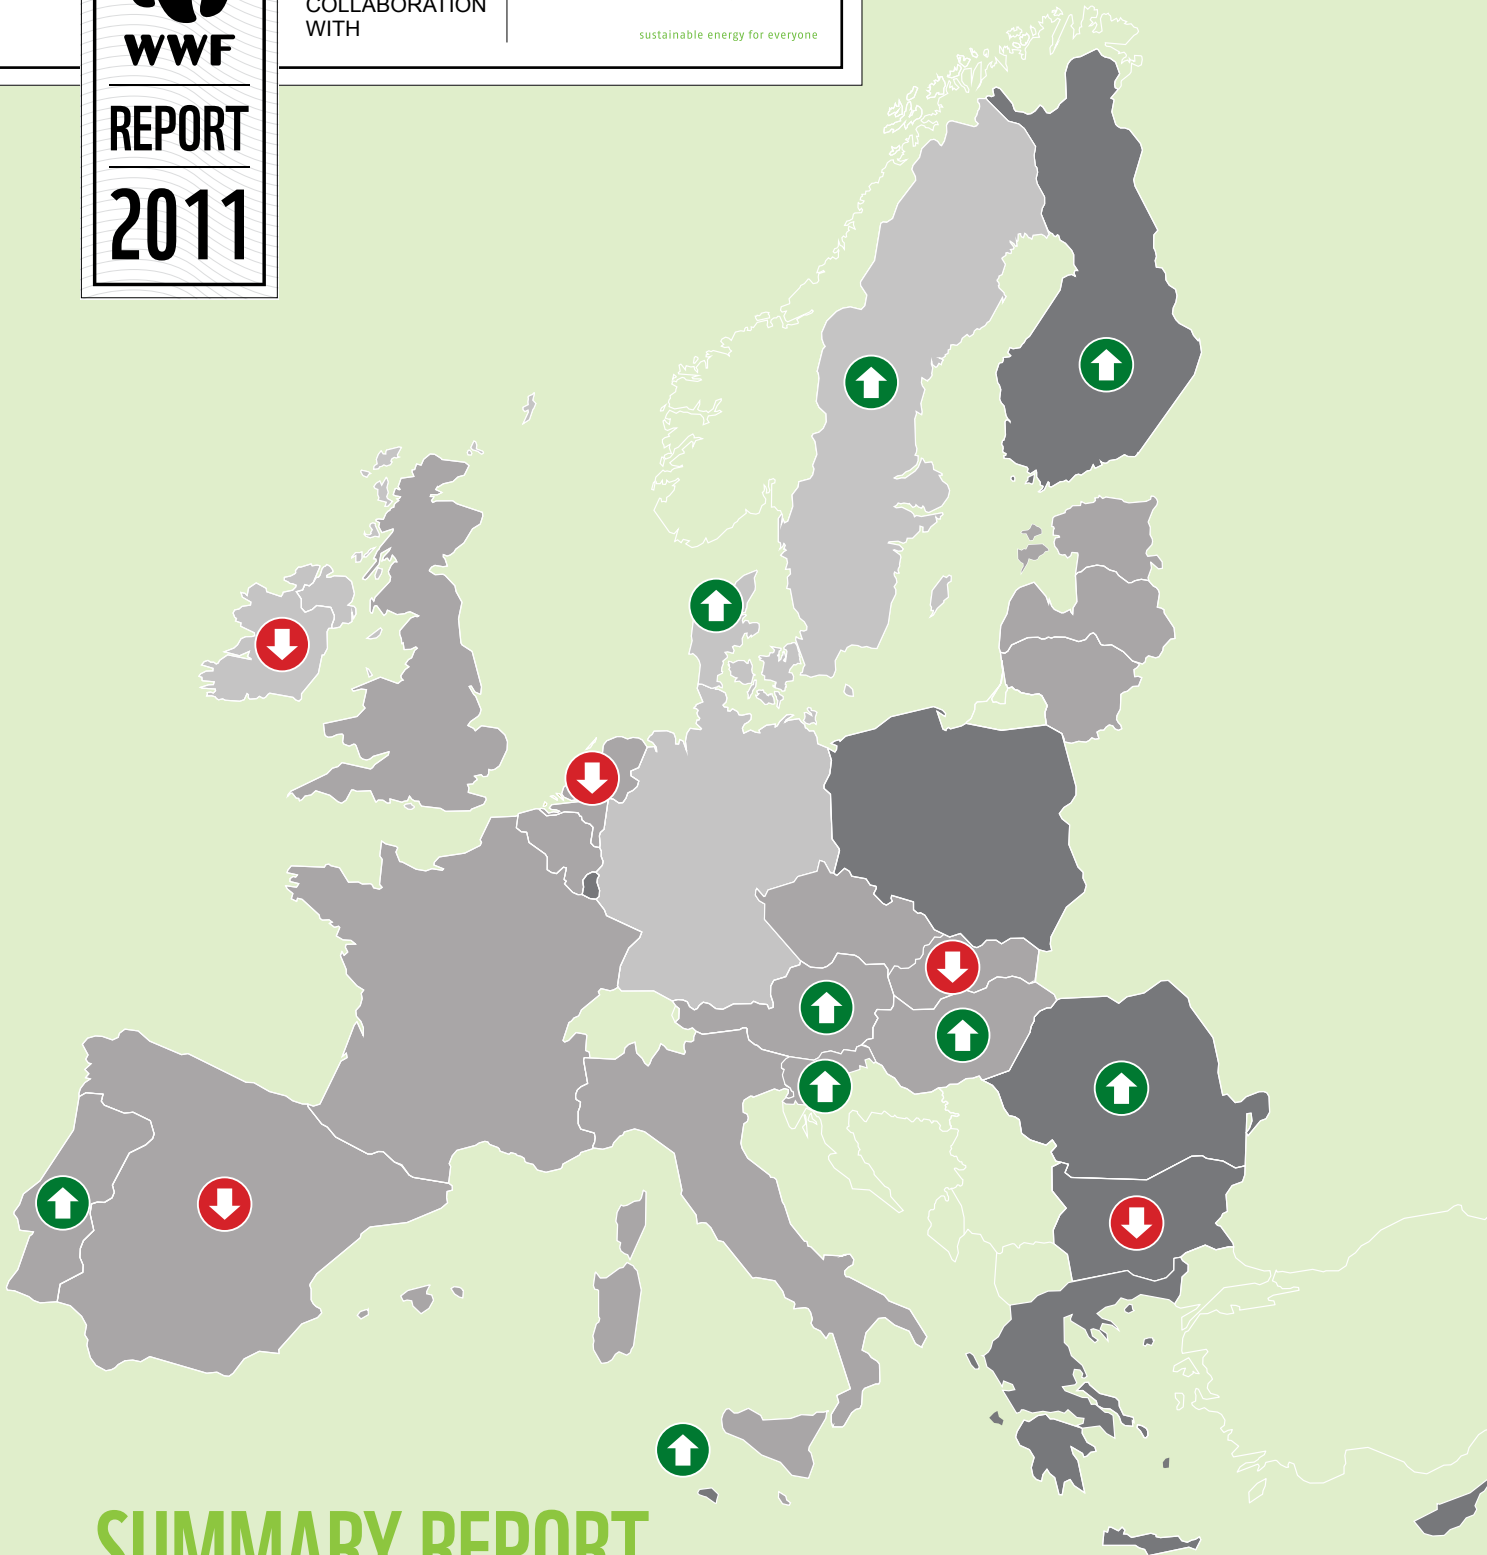 COLLABORATION
WITH
sustainable energy for everyone
WWF
REPORT
2011
SUMMARY REPORT